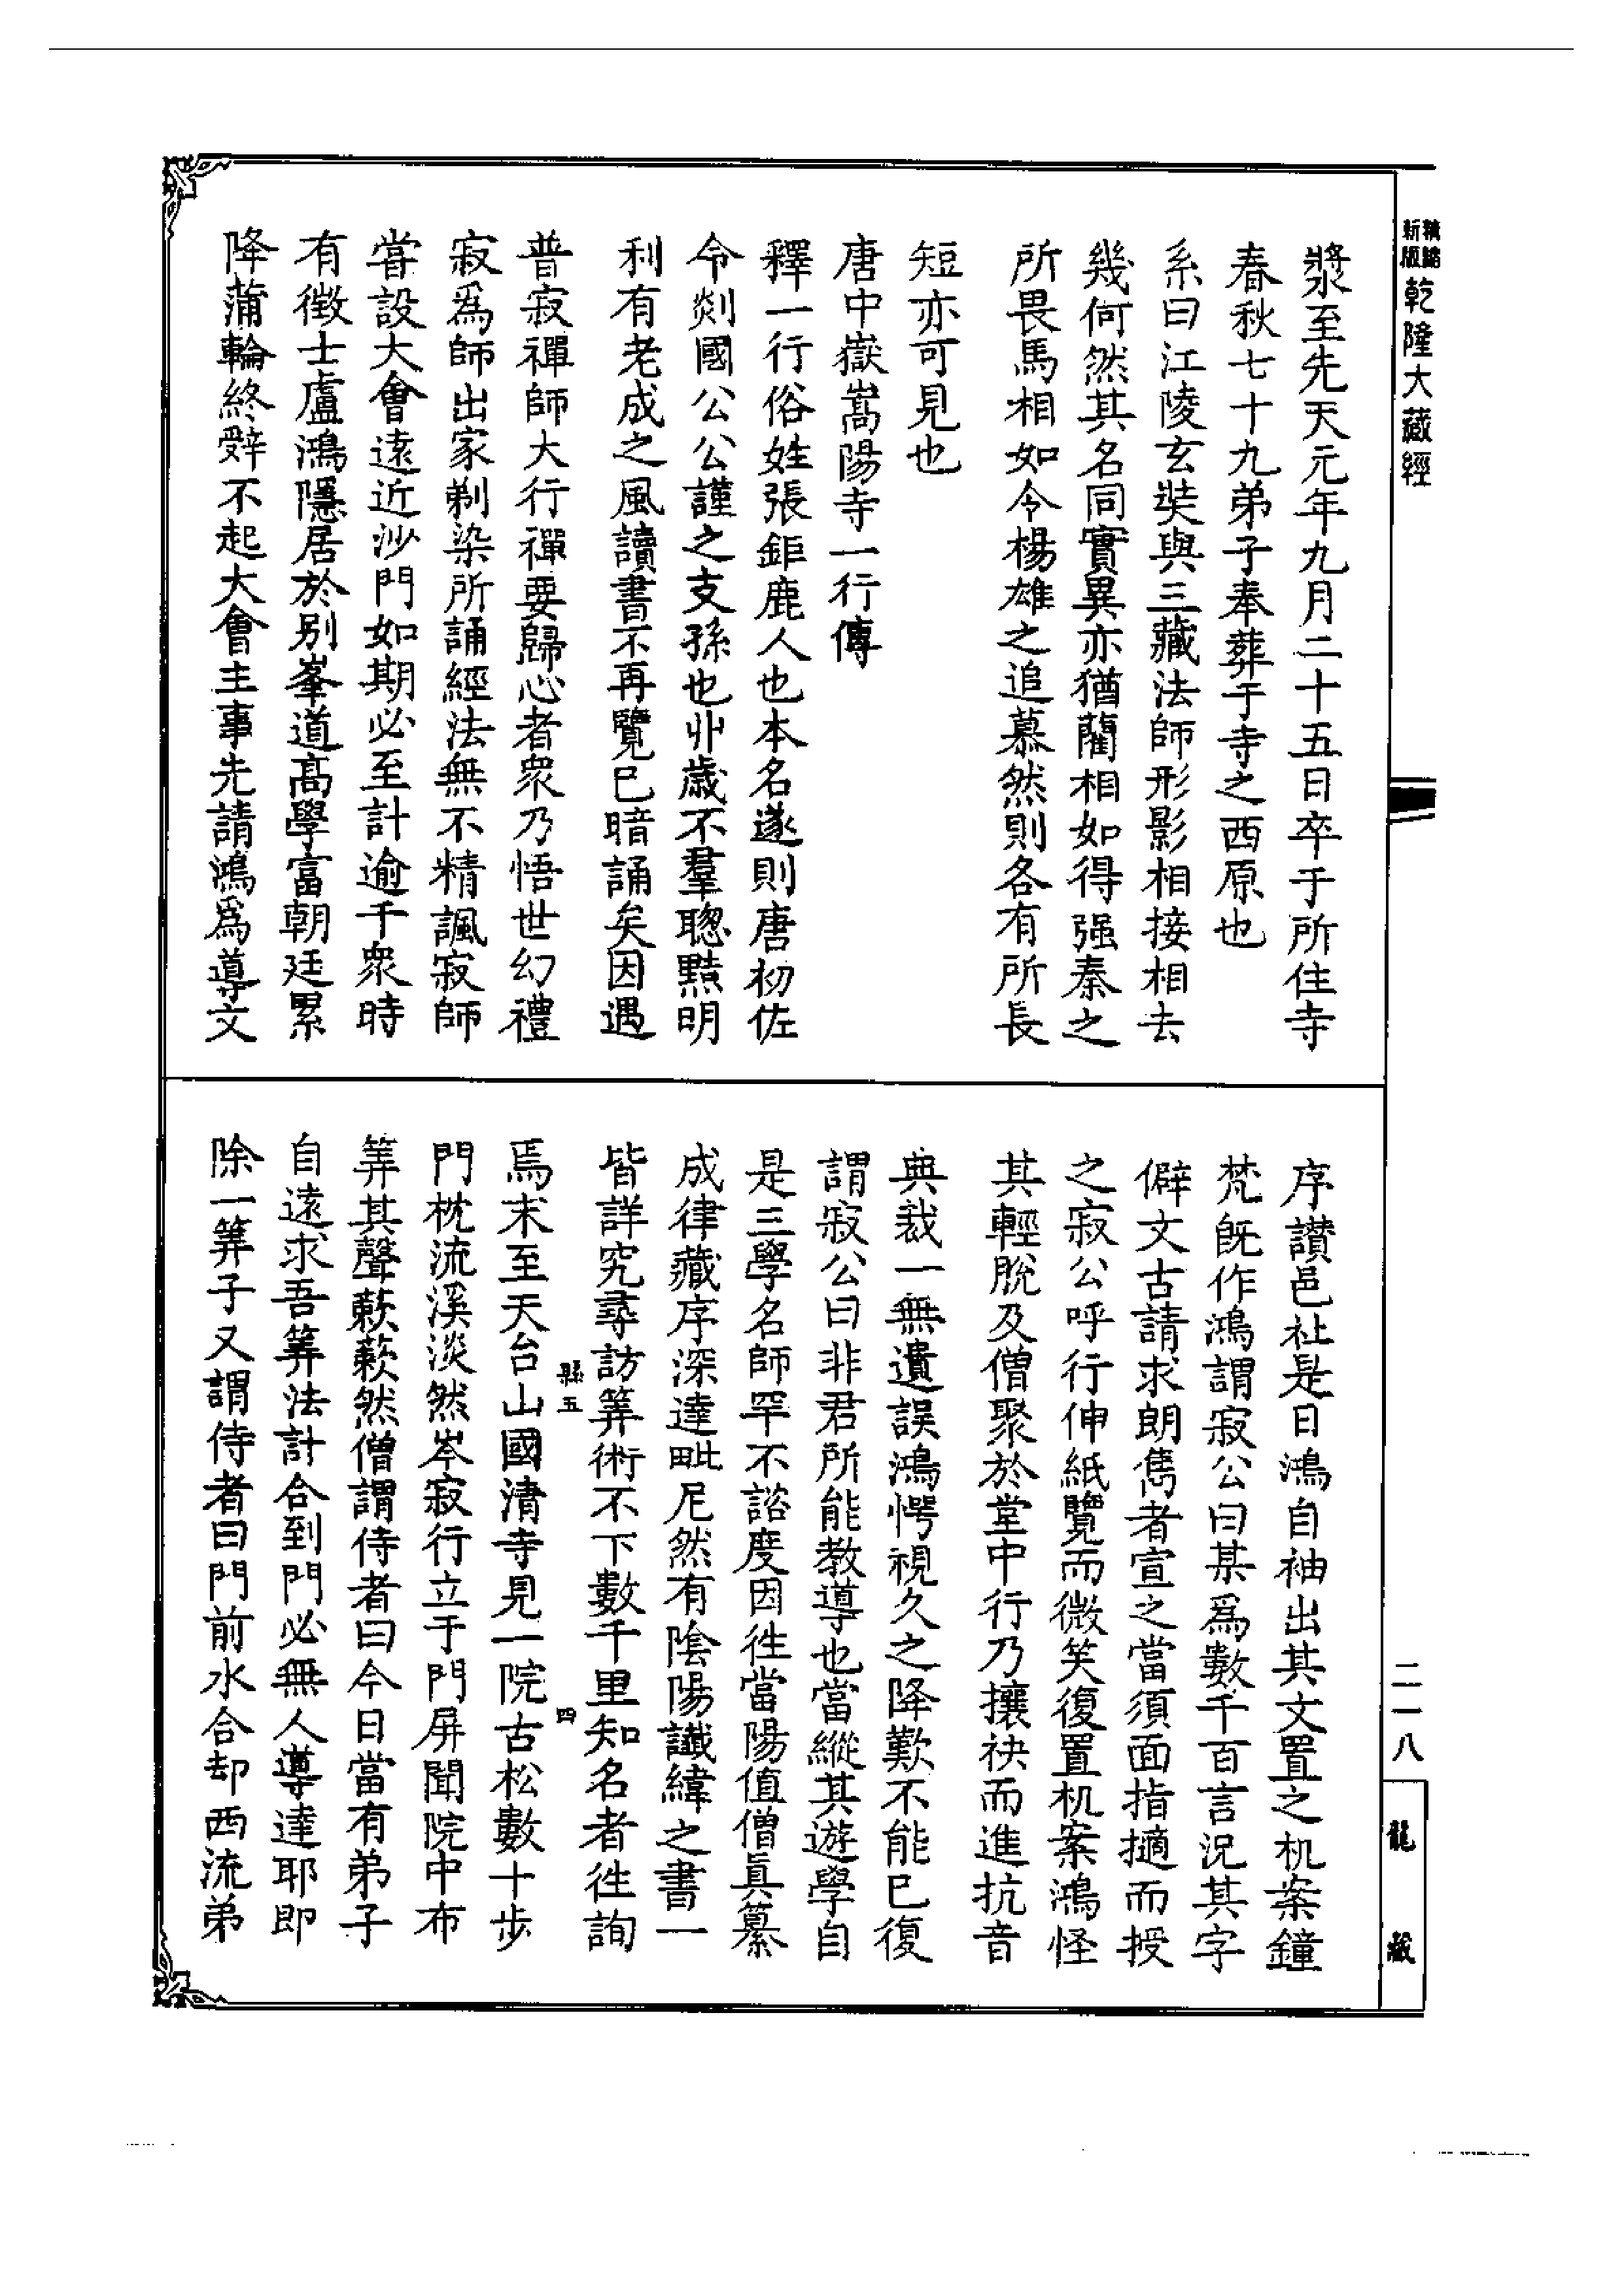 精縮
新版
乾隆大藏經
漿至先天元年九月二十五日卒于所住寺
春秋七十九弟子奉葬于寺之西原也
系曰江陵玄奘與三藏法師形影相接相去
幾何然其名同實異亦猶藺相如得强秦之
所畏馬相如令楊雄之追慕然則各有所長
短亦可見也
唐中嶽嵩陽寺一行傳
釋一行俗姓張鉅鹿人也本名遂則唐初佐
令剡國公公謹之支孫也丱歲不羣聰黠明
利有老成之風讀書不再覽已暗誦矣因遇
普寂禪師大行禪要歸心者衆乃悟世幻禮
寂爲師出家剃染所誦經法無不精諷寂師
甞設大會遠近沙門如期必至計逾千衆時
有徵士盧鴻隱居於别峯道高學富朝廷累
降蒲輪終辤不起大會主事先請鴻爲導文
序讃邑社是日鴻自袖出其文置之机案鐘
梵旣作鴻謂寂公曰某爲數千百言況其字
僻文古請求朗雋者宣之當須面指擿而授
之寂公呼行伸紙覽而微笑復置机案鴻怪
其輕脫及僧聚於堂中行乃攘袂而進抗音
典裁一無遺誤鴻愕視久之降歎不能已復
謂寂公曰非君所能教導也當縱其遊學自
是三學名師罕不諮度因徃當陽值僧眞纂
成律藏序深達毗尼然有陰陽讖緯之書一
皆詳究尋訪筭術不下數千里知名者徃詢
縣五
四
焉末至天台山國清寺見一院古松數十步
門枕流溪淡然岑寂行立于門屏聞院中布
筭其聲蔌蔌然僧謂侍者曰今日當有弟子
自遠求吾筭法計合到門必無人導達耶即
除一筭子又謂侍者曰門前水合却西流弟
二一八
龍藏